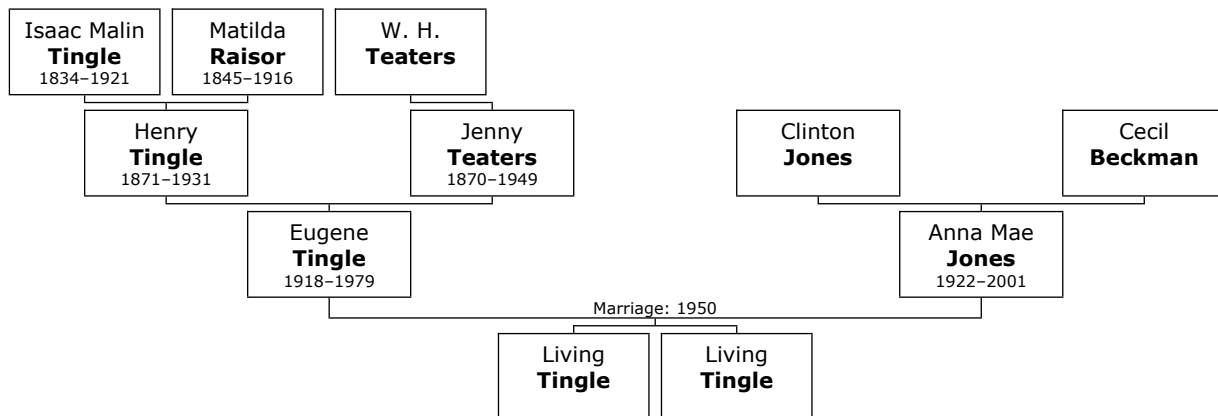 Isaac Malin
Tingle
1834–1921
Matilda
Raisor
1845–1916
W. H.
Teaters
Henry
Tingle
1871–1931
Jenny
Teaters
1870–1949
Clinton
Jones
Cecil
Beckman
Eugene
Tingle
1918–1979
Anna Mae
Jones
1922–2001
Marriage: 1950
Living
Tingle
Living
Tingle